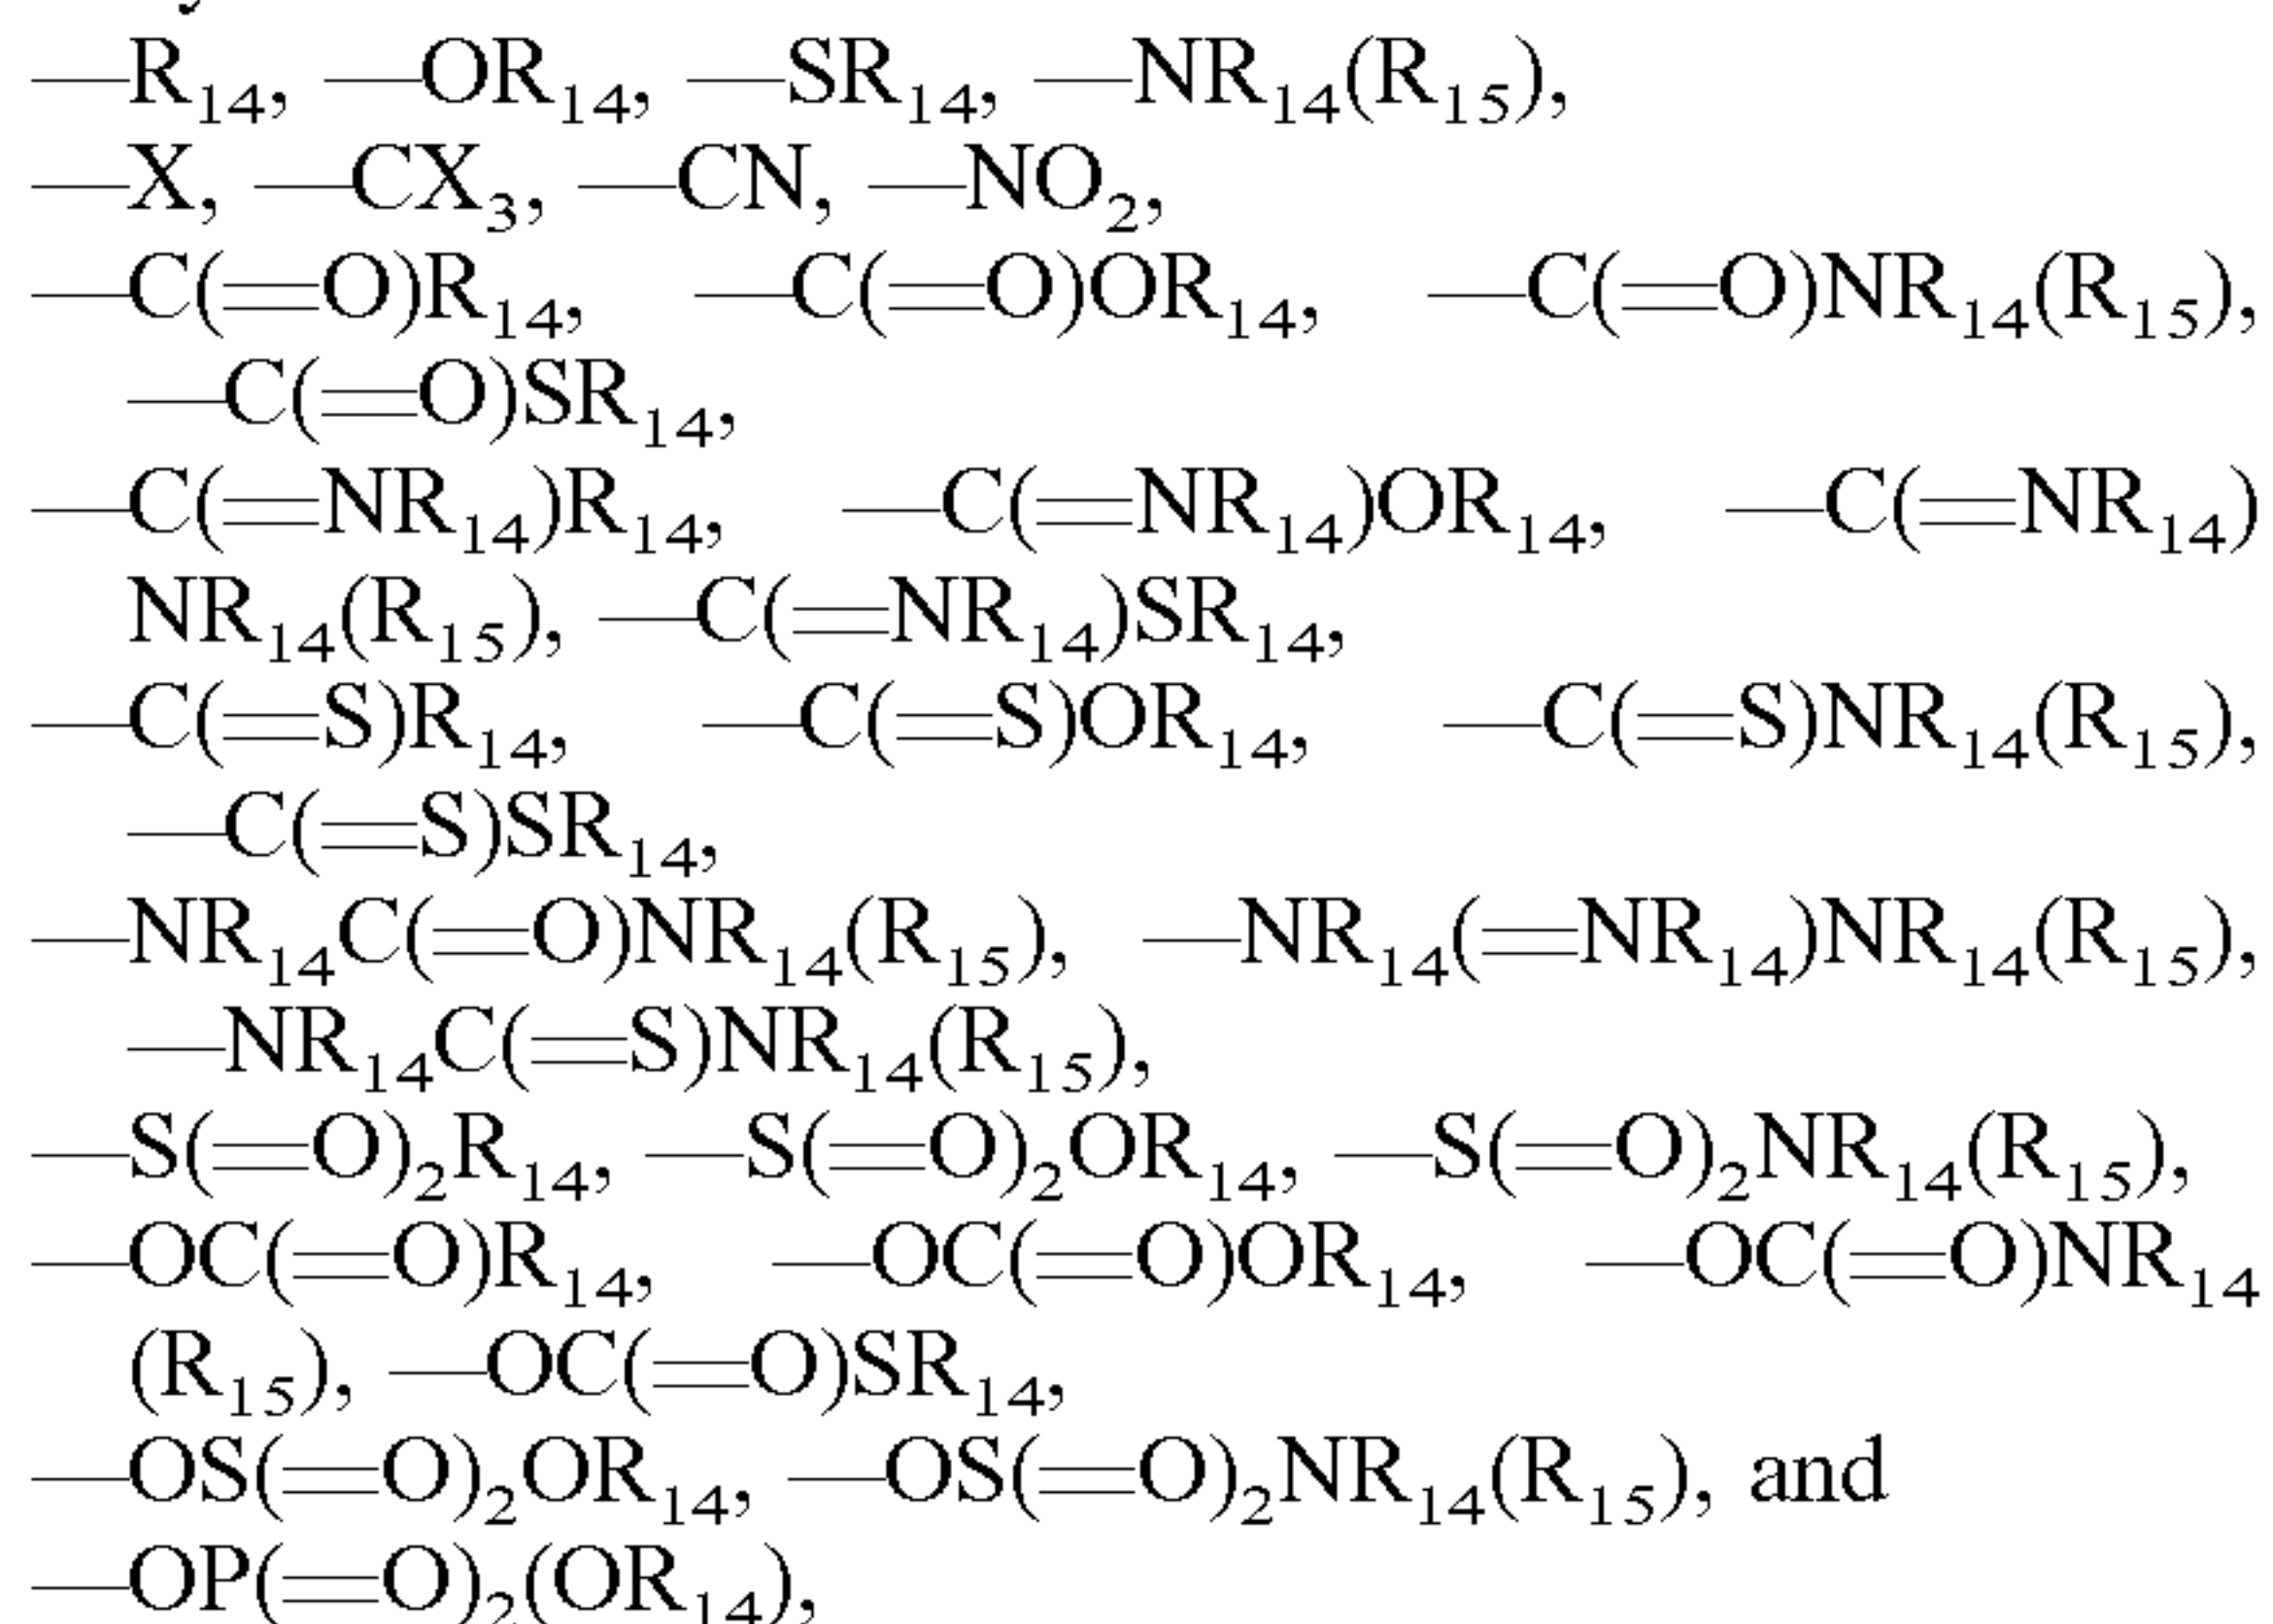 —R₁₄, —OR₁₄, —SR₁₄, —NR₁₄(R₁₅),
—X, —CX₃, —CN, —NO₂,
—C(═O)R₁₄, —C(═O)OR₁₄, —C(═O)NR₁₄(R₁₅),
—C(═O)SR₁₄,
—C(═NR₁₄)R₁₄, —C(═NR₁₄)OR₁₄, —C(═NR₁₄)
NR₁₄(R₁₅), —C(═NR₁₄)SR₁₄,
—C(═S)R₁₄, —C(═S)OR₁₄, —C(═S)NR₁₄(R₁₅),
—C(═S)SR₁₄,
—NR₁₄C(═O)NR₁₄(R₁₅), —NR₁₄(═NR₁₄)NR₁₄(R₁₅),
—NR₁₄C(═S)NR₁₄(R₁₅),
—S(═O)₂R₁₄, —S(═O)₂OR₁₄, —S(═O)₂NR₁₄(R₁₅),
—OC(═O)R₁₄, —OC(═O)OR₁₄, —OC(═O)NR₁₄
(R₁₅), —OC(═O)SR₁₄,
—OS(═O)₂OR₁₄, —OS(═O)₂NR₁₄(R₁₅), and
—OP(═O)₂(OR₁₄),